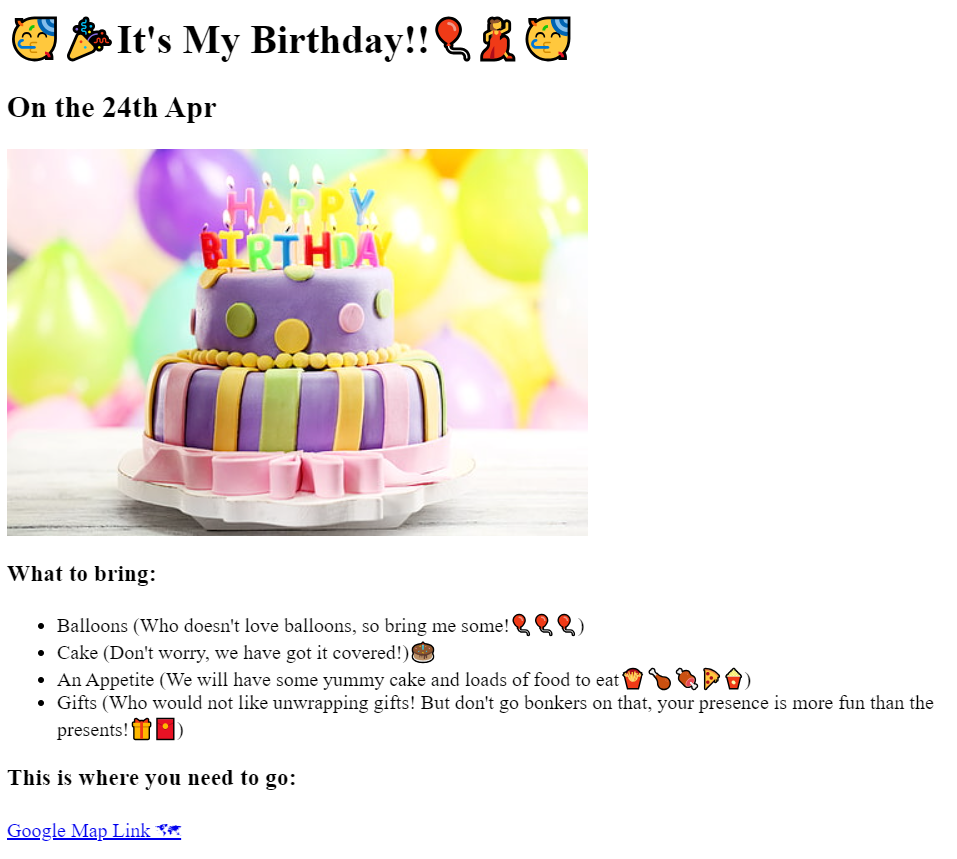 🥳🎉It's My Birthday!!🎈💃🥳
On the 24th Apr
HAPPY
BIRTHDAY
What to bring:
• Balloons (Who doesn't love balloons, so bring me some!🎈🎈🎈)
• Cake (Don't worry, we have got it covered!)🎂
• An Appetite (We will have some yummy cake and loads of food to eat🍟🍗🍖🍕🍿)
• Gifts (Who would not like unwrapping gifts! But don't go bonkers on that, your presence is more fun than the
presents!🎁🧧)
This is where you need to go:
Google Map Link 🗺